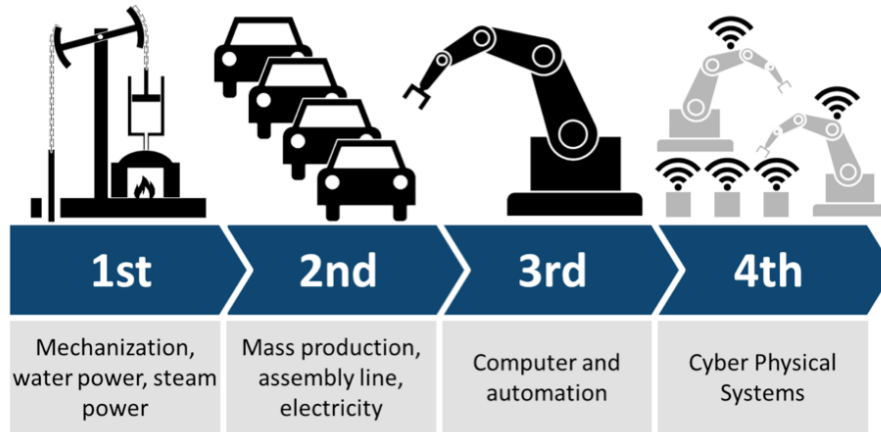 1st
2nd
3rd
4th
Mechanization,
water power, steam
power
Mass production,
assembly line,
electricity
Computer and
automation
Cyber Physical
Systems